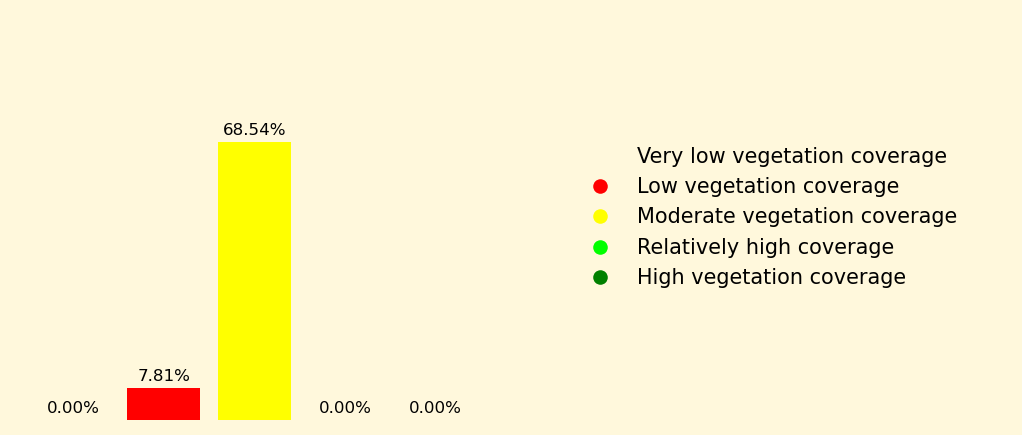 68.54%
7.81%
0.00%
0.00%
0.00%
Very low vegetation coverage
Low vegetation coverage
Moderate vegetation coverage
Relatively high coverage
High vegetation coverage